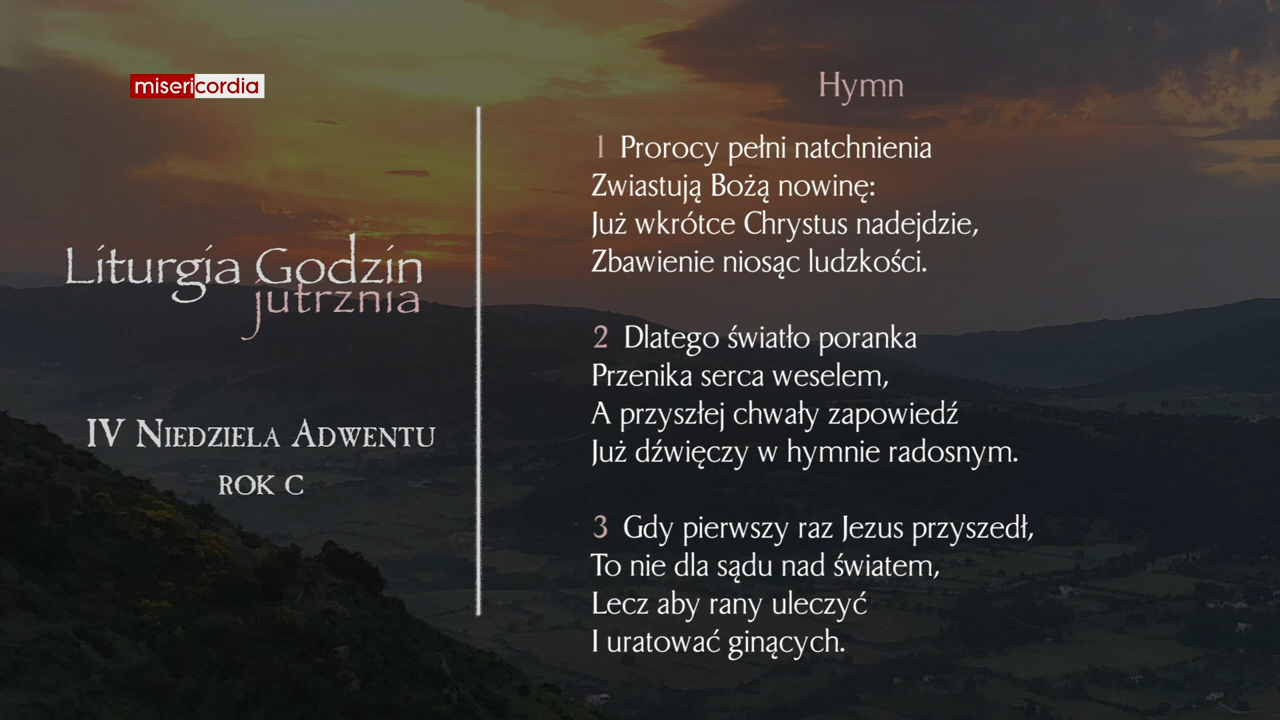 misericordia
Liturgia Godzin
jutrznia
IV Niedziela Adwentu
rok C
Hymn
1 Prorocy pełni natchnienia
Zwiastują Bożą nowinę:
Już wkrótce Chrystus nadejdzie,
Zbawienie niosąc ludzkości.
2 Dlatego światło poranka
Przenika serca weselem,
A przyszłej chwały zapowiedź
Już dźwięczy w hymnie radosnym.
3 Gdy pierwszy raz Jezus przyszedł,
To nie dla sądu nad światem,
Lecz aby rany uleczyć
I uratować ginących.